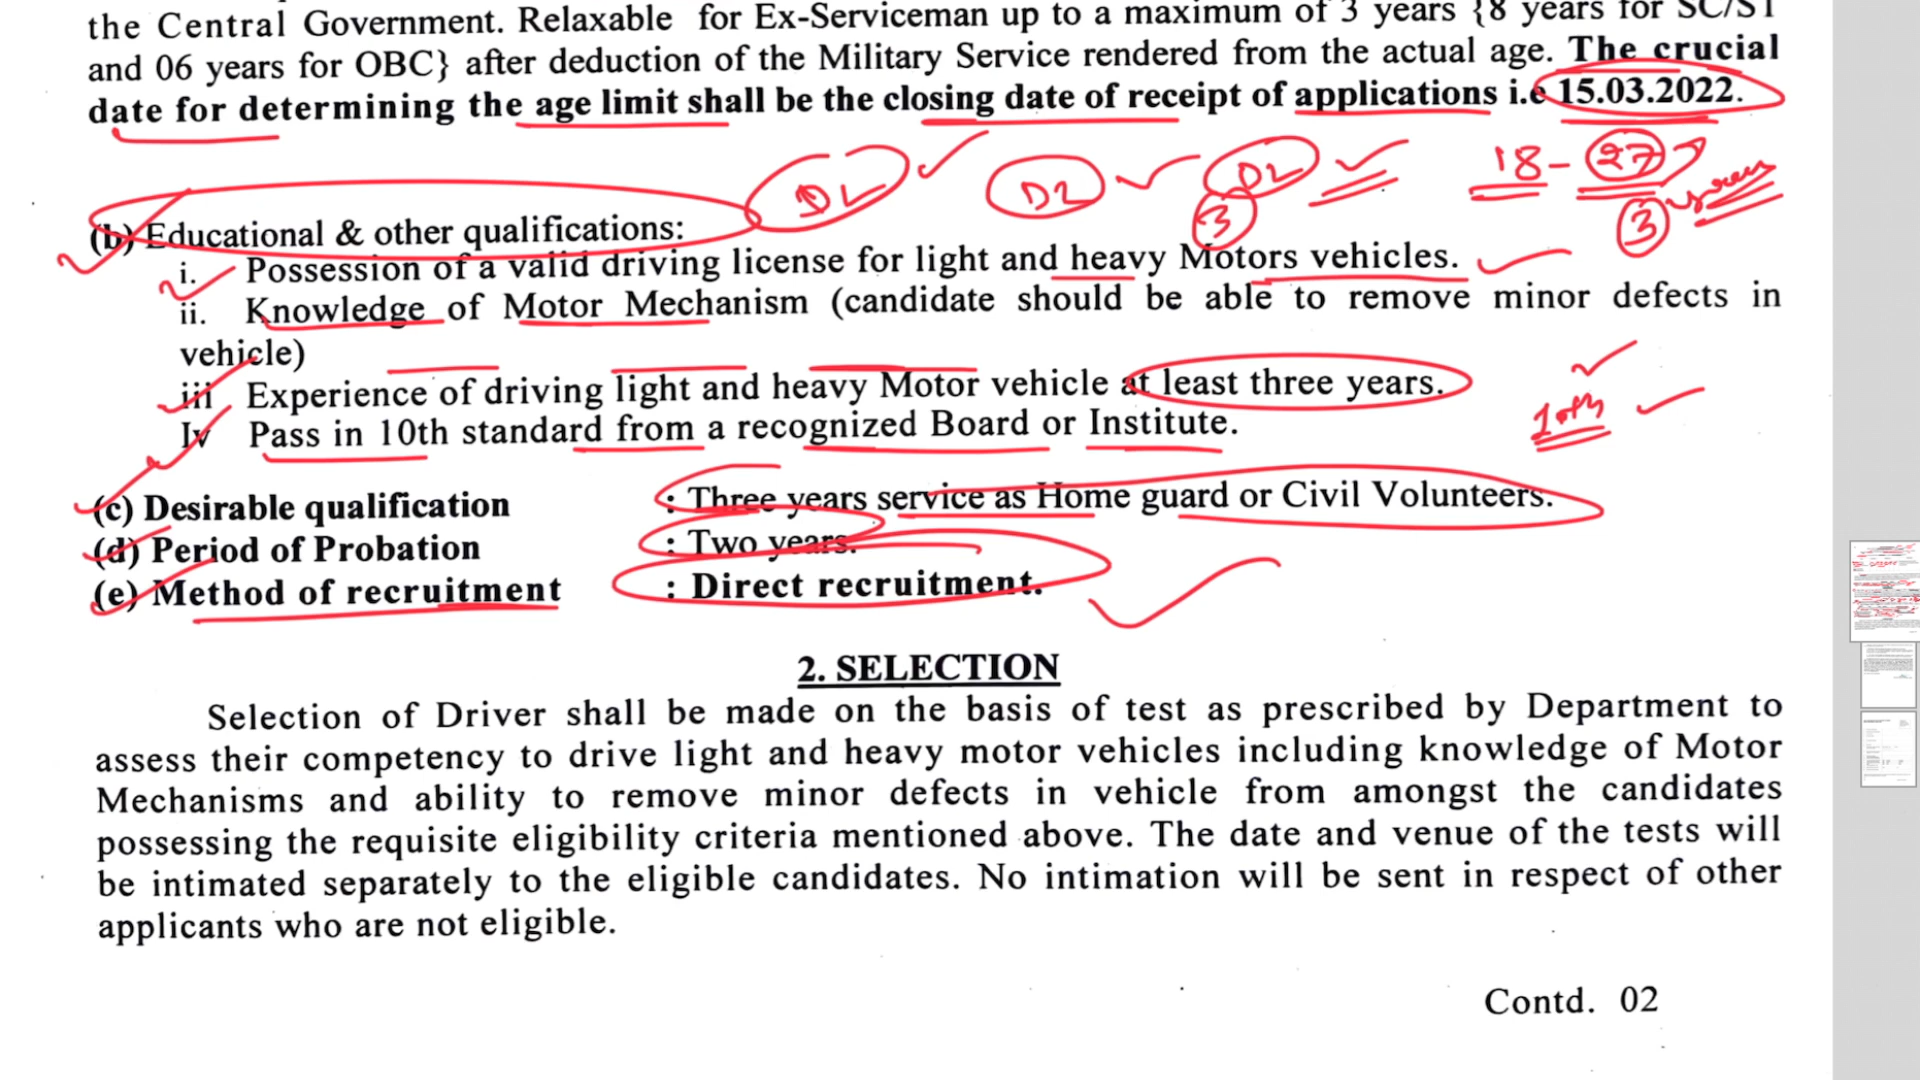 the Central Government. Relaxable for Ex-Serviceman up to a maximum of 3 years {8 years for SC/ST
and 06 years for OBC} after deduction of the Military Service rendered from the actual age. The crucial
date for determining the age limit shall be the closing date of receipt of applications i.e 15.03.2022.
DL D2 D2 18-27
3 3 years
(b) Educational & other qualifications:
i. Possession of a valid driving license for light and heavy Motors vehicles.
ii. Knowledge of Motor Mechanism (candidate should be able to remove minor defects in
vehicle)
iii Experience of driving light and heavy Motor vehicle at least three years.
10th
Iv Pass in 10th standard from a recognized Board or Institute.
(c) Desirable qualification : Three years service as Home guard or Civil Volunteers.
(d) Period of Probation : Two years.
(e) Method of recruitment : Direct recruitment.
2. SELECTION
Selection of Driver shall be made on the basis of test as prescribed by Department to
assess their competency to drive light and heavy motor vehicles including knowledge of Motor
Mechanisms and ability to remove minor defects in vehicle from amongst the candidates
possessing the requisite eligibility criteria mentioned above. The date and venue of the tests will
be intimated separately to the eligible candidates. No intimation will be sent in respect of other
applicants who are not eligible.
Contd. 02